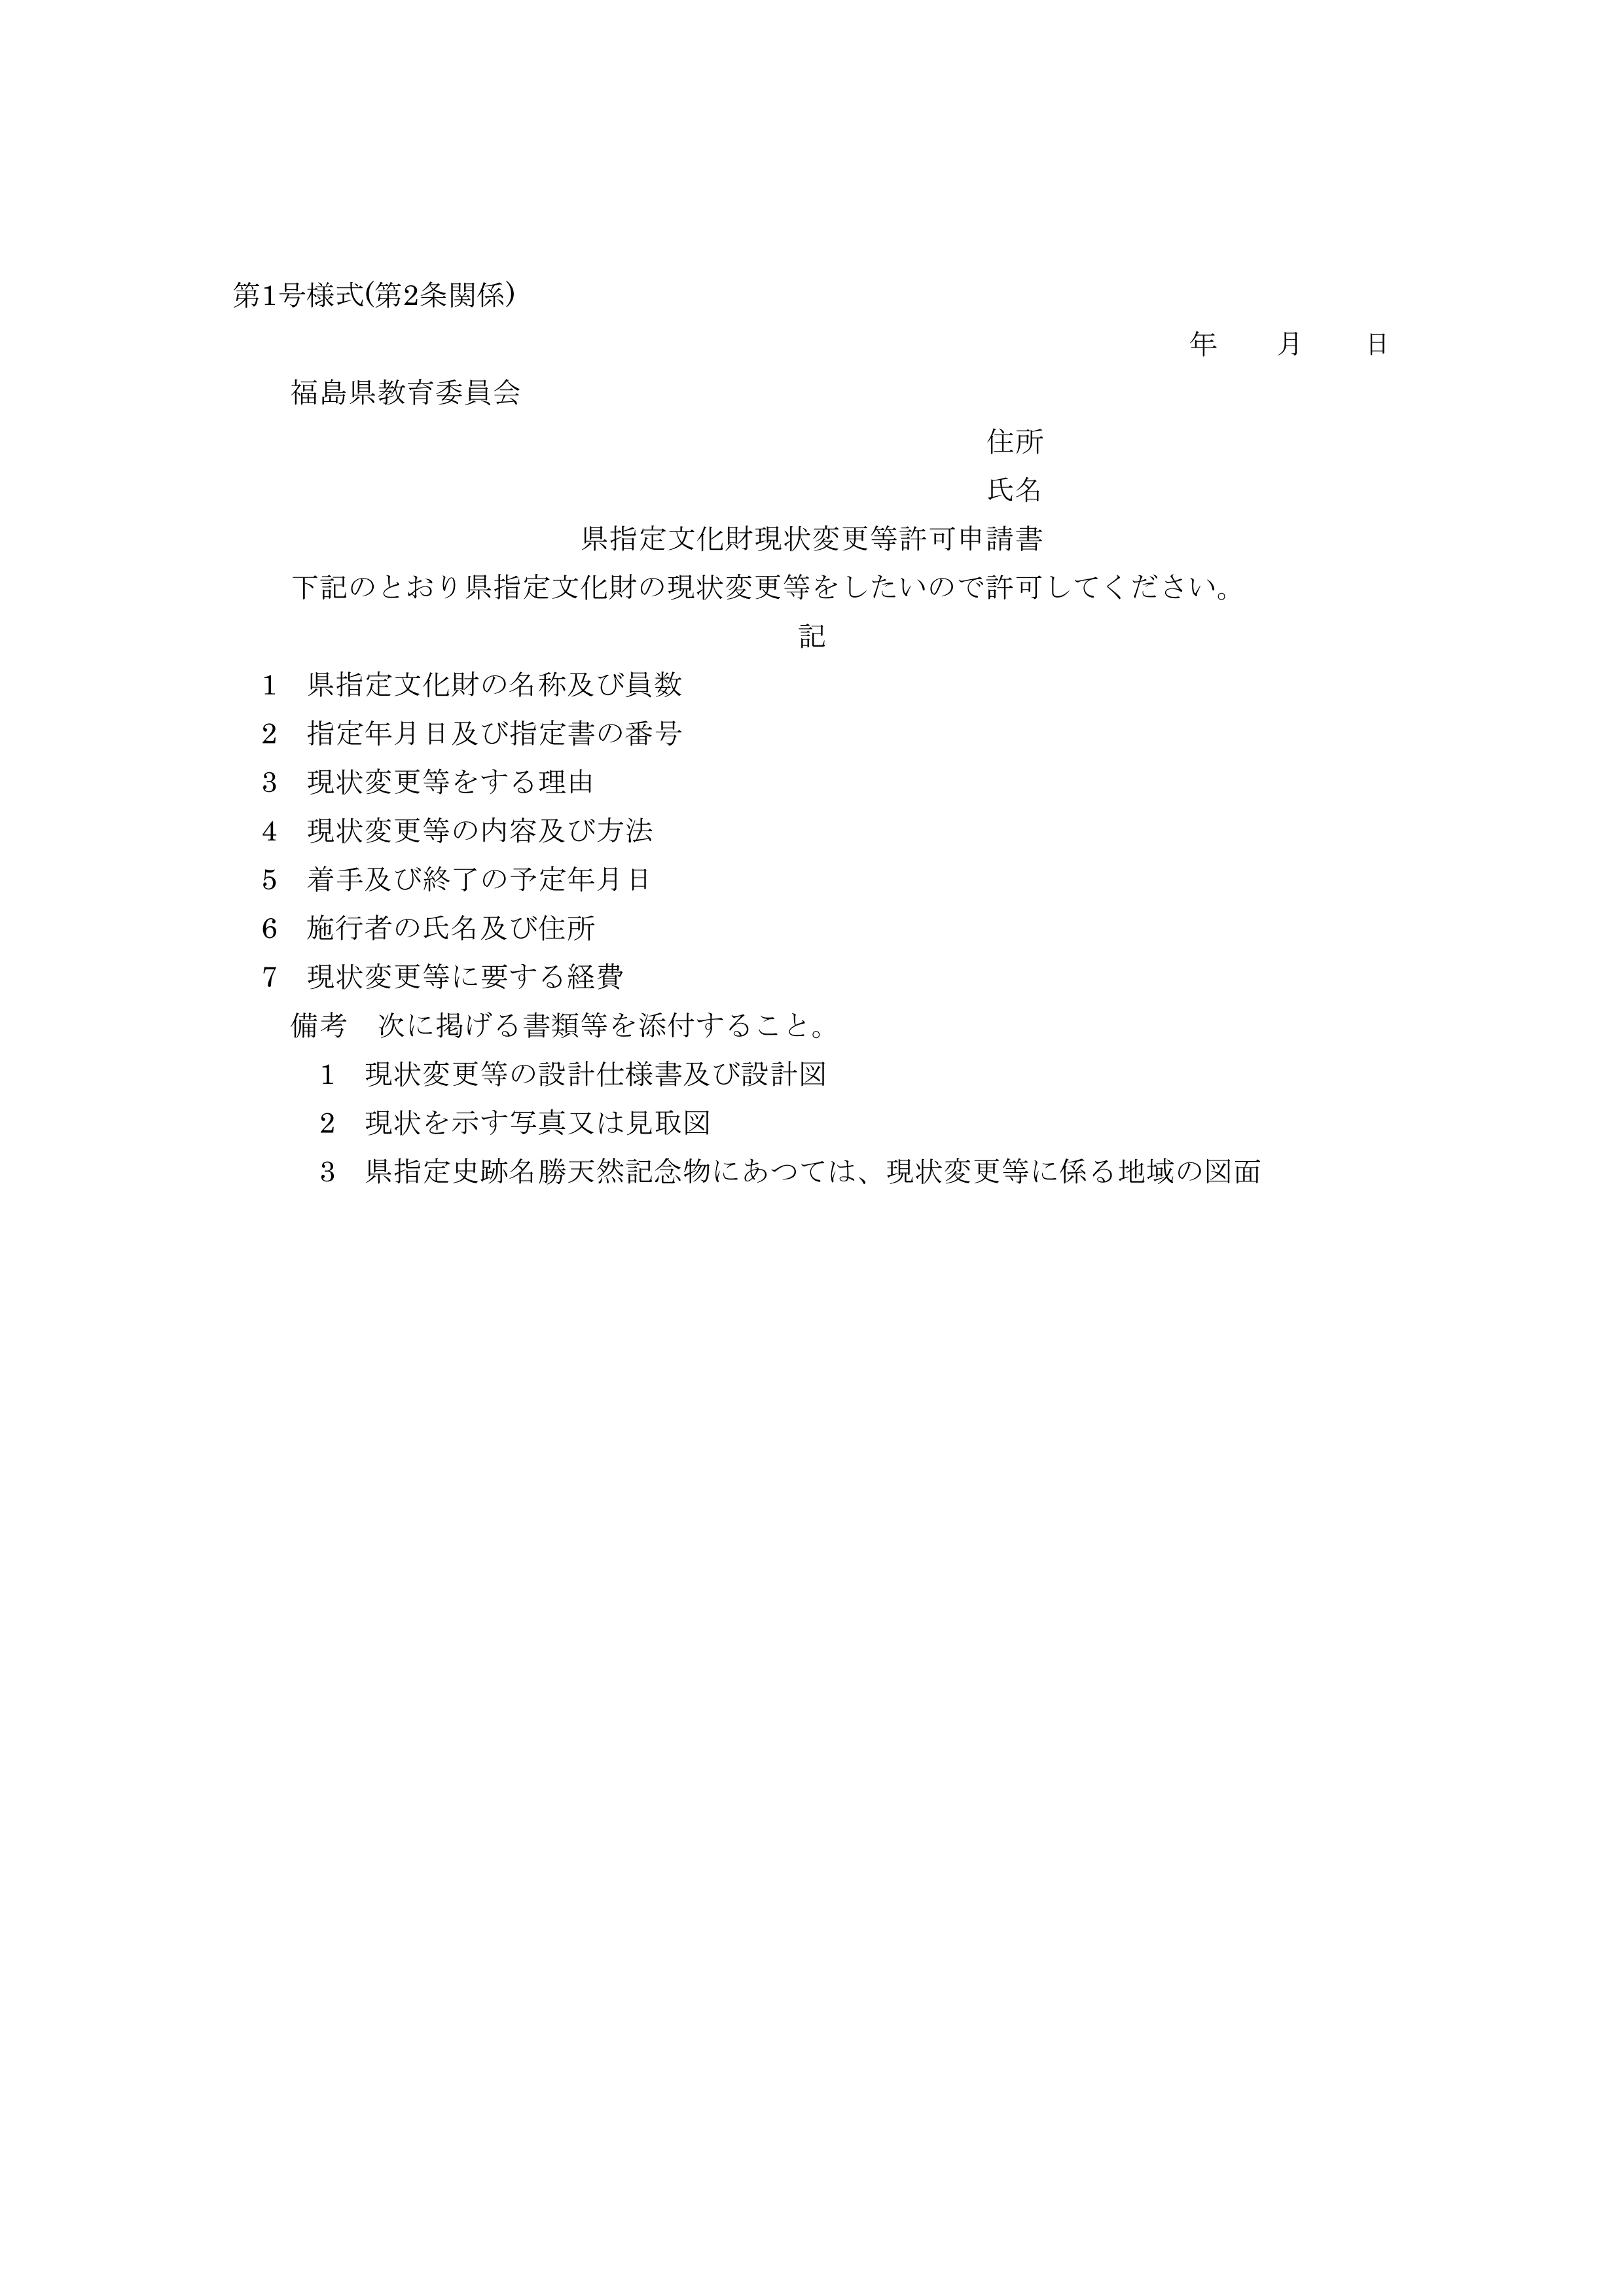 第1号様式(第2条関係)
年　　月　　日
福島県教育委員会
住所
氏名
県指定文化財現状変更等許可申請書
下記のとおり県指定文化財の現状変更等をしたいので許可してください。
記
1　県指定文化財の名称及び員数
2　指定年月日及び指定書の番号
3　現状変更等をする理由
4　現状変更等の内容及び方法
5　着手及び終了の予定年月日
6　施行者の氏名及び住所
7　現状変更等に要する経費
備考　次に掲げる書類等を添付すること。
1　現状変更等の設計仕様書及び設計図
2　現状を示す写真又は見取図
3　県指定史跡名勝天然記念物にあつては、現状変更等に係る地域の図面